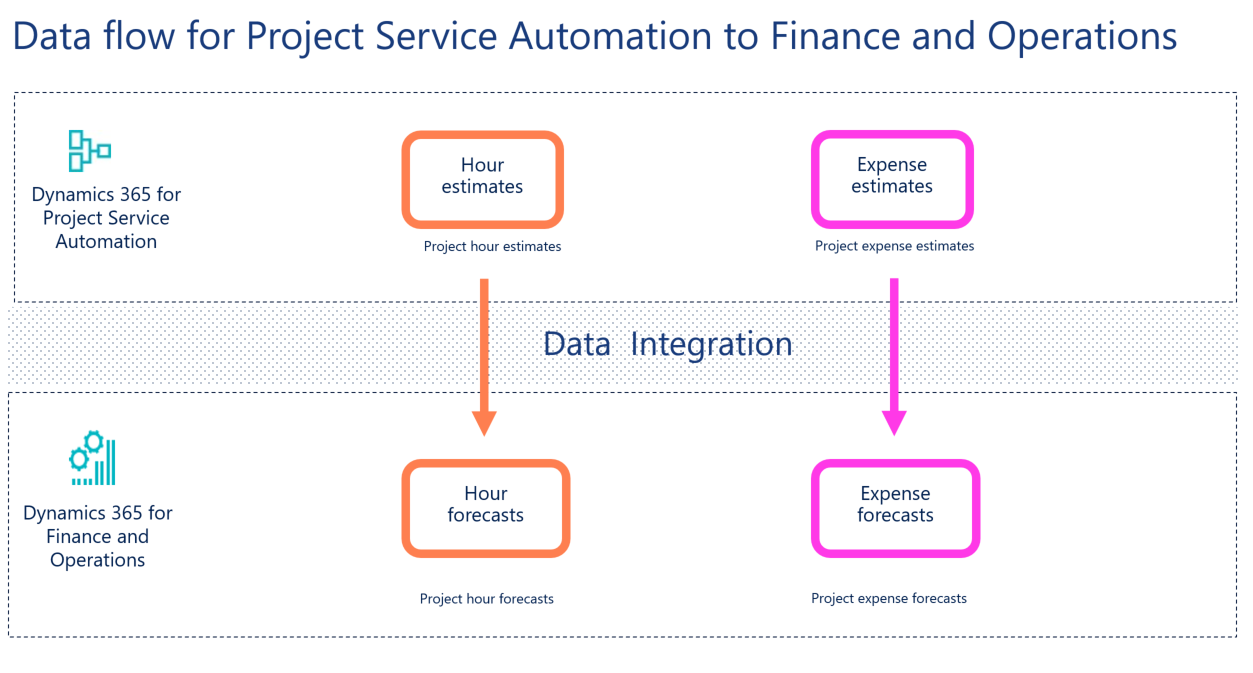 Data flow for Project Service Automation to Finance and Operations
Dynamics 365 for
Project Service
Automation
Hour
estimates
Project hour estimates
Expense
estimates
Project expense estimates
Data Integration
Dynamics 365 for
Finance and
Operations
Hour
forecasts
Project hour forecasts
Expense
forecasts
Project expense forecasts